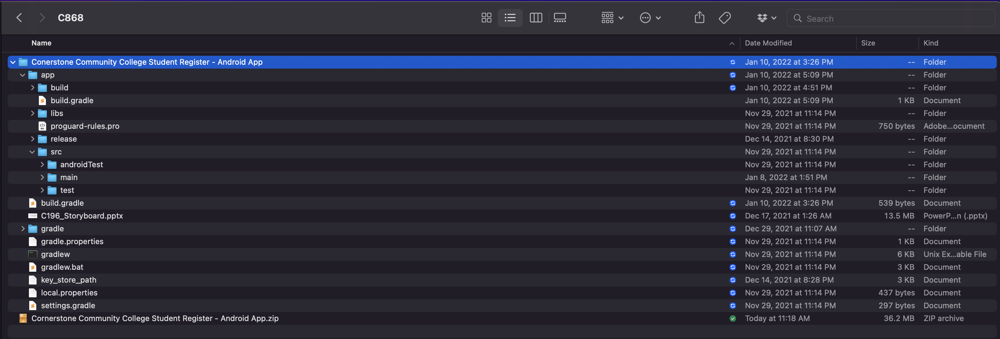 C868
Search
Name Date Modified Size Kind
Conerstone Community College Student Register - Android App Jan 10, 2022 at 3:26 PM -- Folder
app Jan 10, 2022 at 5:09 PM -- Folder
build Jan 10, 2022 at 4:51 PM -- Folder
build.gradle Jan 10, 2022 at 5:09 PM 1 KB Document
libs Nov 29, 2021 at 11:14 PM -- Folder
proguard-rules.pro Nov 29, 2021 at 11:14 PM 750 bytes Adobe...ocument
release Dec 14, 2021 at 8:30 PM -- Folder
src Nov 29, 2021 at 11:14 PM -- Folder
androidTest Nov 29, 2021 at 11:14 PM -- Folder
main Jan 8, 2022 at 1:51 PM -- Folder
test Nov 29, 2021 at 11:14 PM -- Folder
build.gradle Jan 10, 2022 at 3:26 PM 539 bytes Document
C196_Storyboard.pptx Dec 17, 2021 at 1:26 AM 13.5 MB PowerP...n (.pptx)
gradle Dec 29, 2021 at 11:07 AM -- Folder
gradle.properties Nov 29, 2021 at 11:14 PM 1 KB Document
gradlew Nov 29, 2021 at 11:14 PM 6 KB Unix Ex...able File
gradlew.bat Nov 29, 2021 at 11:14 PM 3 KB Document
key_store_path Dec 14, 2021 at 8:28 PM 3 KB Document
local.properties Nov 29, 2021 at 11:14 PM 437 bytes Document
settings.gradle Nov 29, 2021 at 11:14 PM 297 bytes Document
Cornerstone Community College Student Register - Android App.zip Today at 11:18 AM 36.2 MB ZIP archive